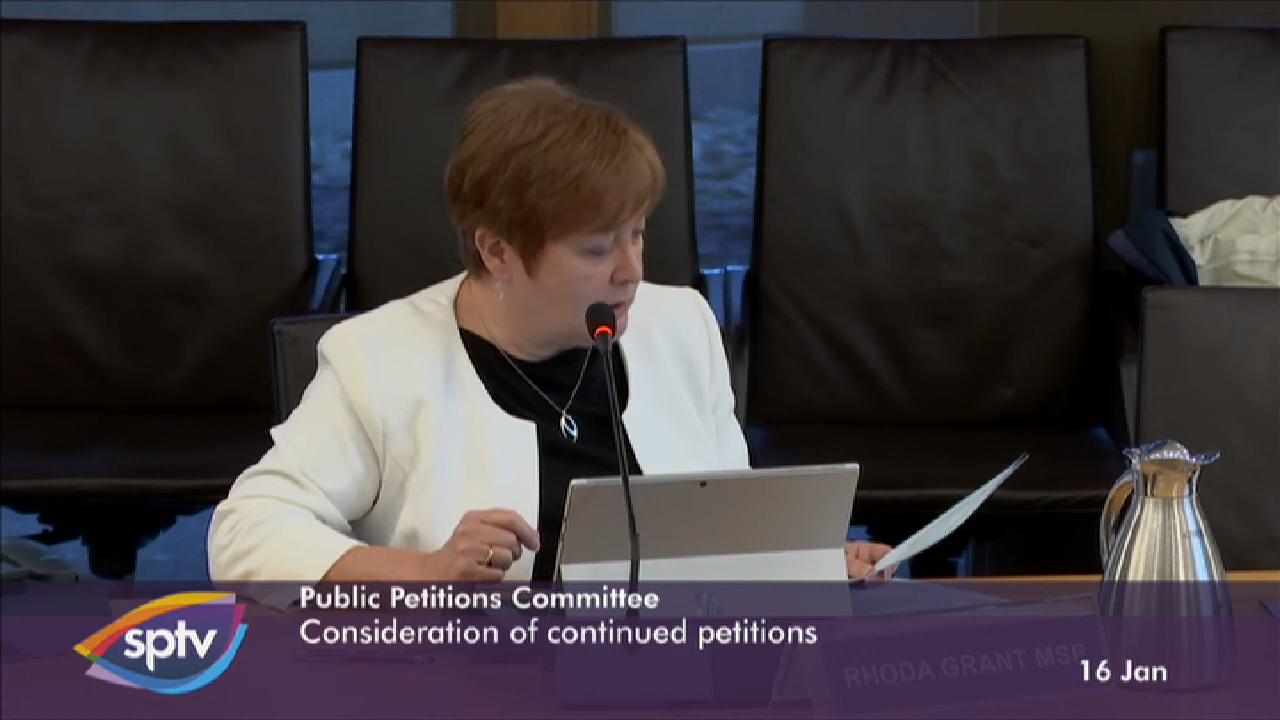 Public Petitions Committee
Consideration of continued petitions
sptv
RHODA GRANT MSP
16 Jan